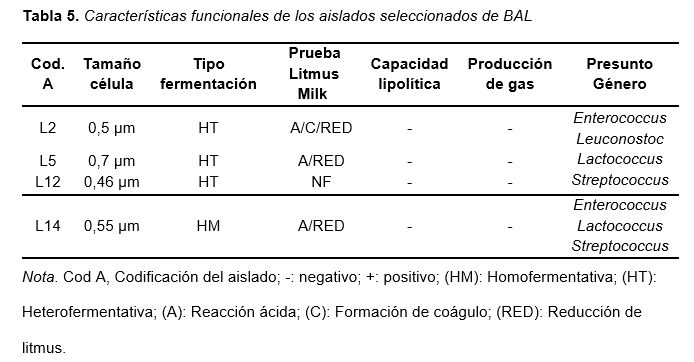 Tabla 5. Características funcionales de los aislados seleccionados de BAL
Cod. A Tamaño célula Tipo fermentación Prueba Litmus Milk Capacidad lipolítica Producción de gas Presunto Género
L2 0,5 µm HT A/C/RED - - Enterococcus
Leuconostoc
L5 0,7 µm HT A/RED - - Lactococcus
L12 0,46 µm HT NF - - Streptococcus
Enterococcus
L14 0,55 µm HM A/RED - - Lactococcus
Streptococcus
Nota. Cod A, Codificación del aislado; -: negativo; +: positivo; (HM): Homofermentativa; (HT):
Heterofermentativa; (A): Reacción ácida; (C): Formación de coágulo; (RED): Reducción de
litmus.